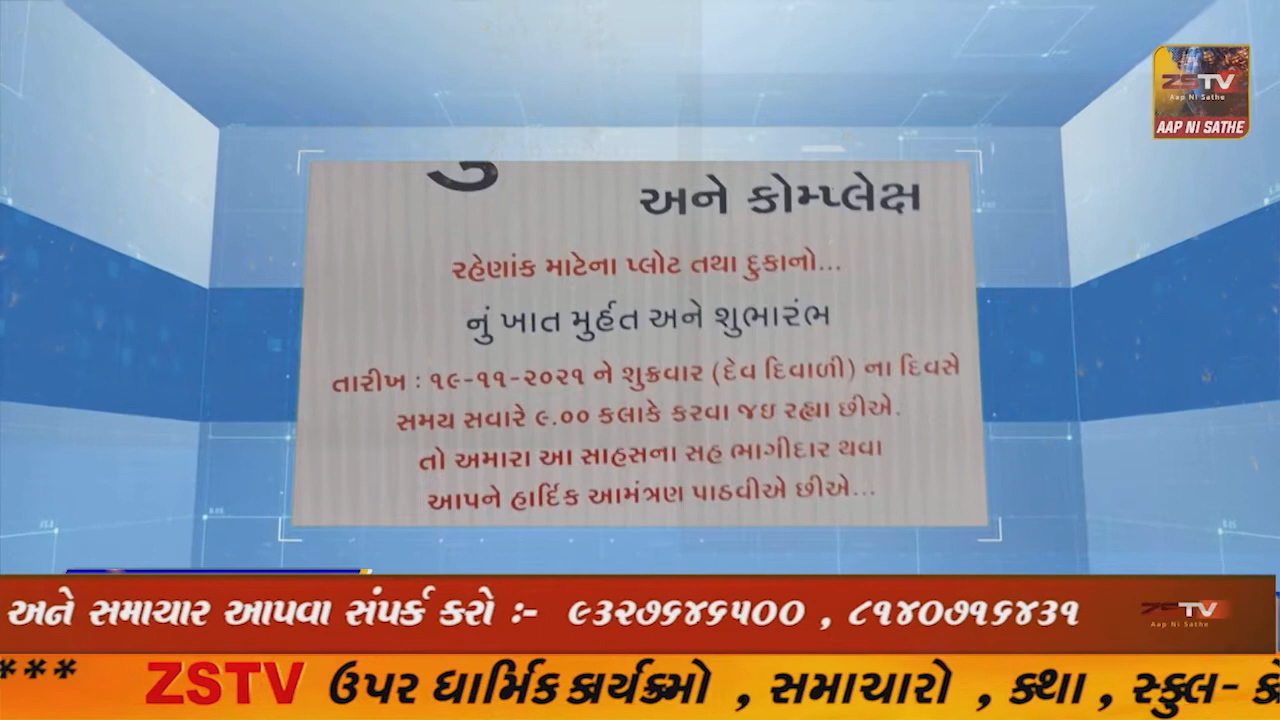 ZSTV
Aap Ni Sathe
AAP NI SATHE
અને કોમ્પ્લેક્ષ
રહેણાંક માટેના પ્લોટ તથા દુકાનો...
નું ખાત મુર્હત અને શુભારંભ
તારીખ : ૧૯-૧૧-૨૦૨૧ ને શુક્રવાર (દેવ દિવાળી) ના દિવસે
સમય સવારે ૯.૦૦ કલાકે કરવા જઇ રહ્યા છીએ.
તો અમારા આ સાહસના સહ ભાગીદાર થવા
આપને હાર્દિક આમંત્રણ પાઠવીએ છીએ...
અને સમાચાર આપવા સંપર્ક કરો :- ૯૩૨૭૬૪૬૫૦૦ , ૮૧૪૦૭૧૬૪૩૧
ZSTV
Aap Ni Sathe
*** ZSTV ઉપર ધાર્મિક કાર્યક્રમો , સમાચારો , કથા , સ્કુલ-